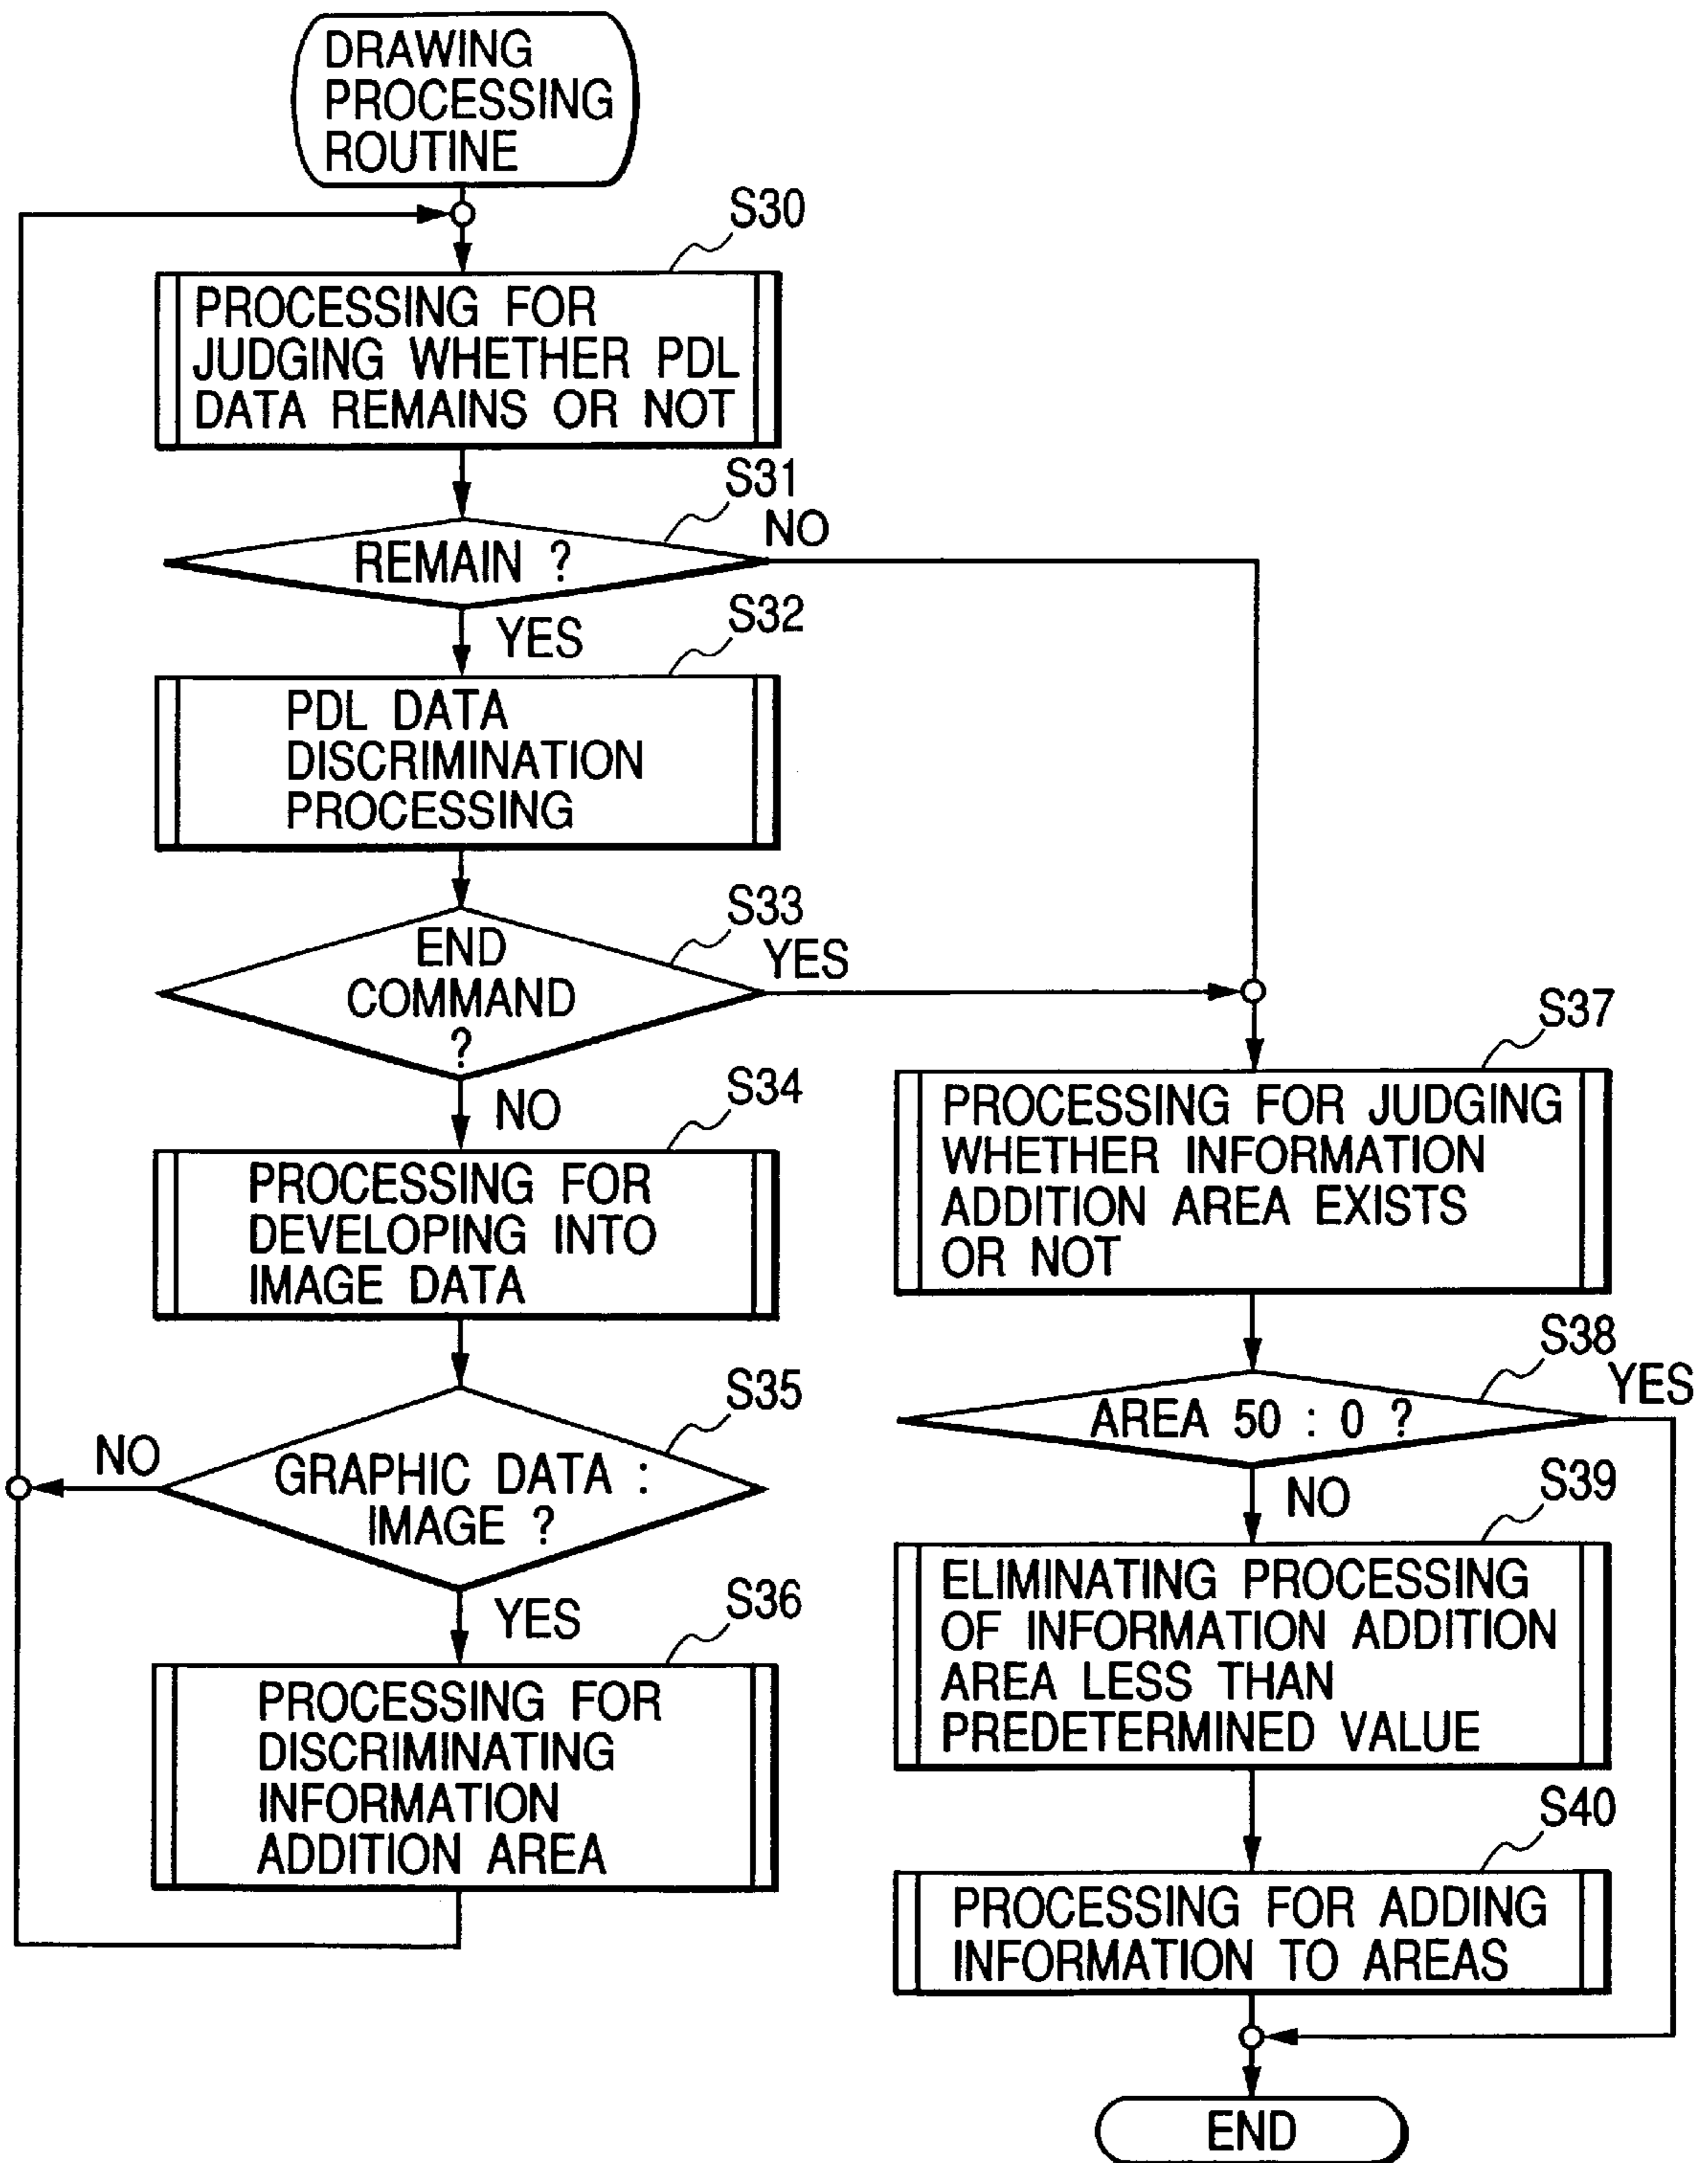 DRAWING
PROCESSING
ROUTINE
S30
PROCESSING FOR
JUDGING WHETHER PDL
DATA REMAINS OR NOT
S31
REMAIN ?
NO
YES
S32
PDL DATA
DISCRIMINATION
PROCESSING
S33
END
COMMAND
?
YES
NO
S34
PROCESSING FOR
DEVELOPING INTO
IMAGE DATA
S35
GRAPHIC DATA :
IMAGE ?
NO
YES
S36
PROCESSING FOR
DISCRIMINATING
INFORMATION
ADDITION AREA
S37
PROCESSING FOR JUDGING
WHETHER INFORMATION
ADDITION AREA EXISTS
OR NOT
S38
AREA 50 : 0 ?
YES
NO
S39
ELIMINATING PROCESSING
OF INFORMATION ADDITION
AREA LESS THAN
PREDETERMINED VALUE
S40
PROCESSING FOR ADDING
INFORMATION TO AREAS
END